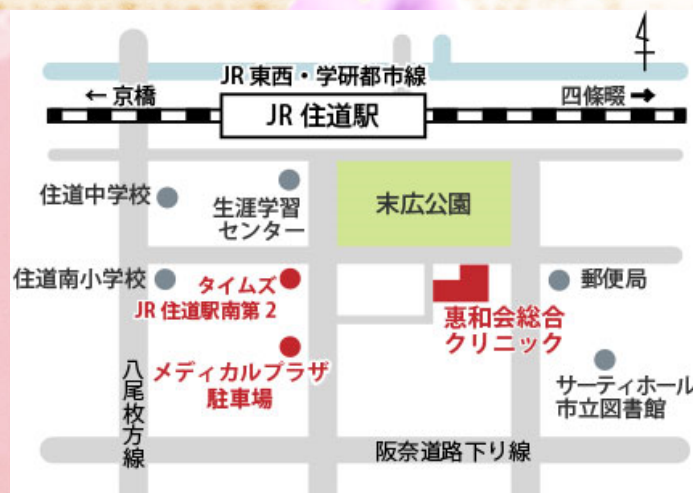 JR 東西・学研都市線
← 京橋
四條畷 →
JR 住道駅
住道中学校
生涯学習
センター
末広公園
住道南小学校
タイムズ
JR 住道駅南第2
郵便局
恵和会総合
クリニック
メディカルプラザ
駐車場
サーティホール
市立図書館
八尾枚方線
阪奈道路下り線